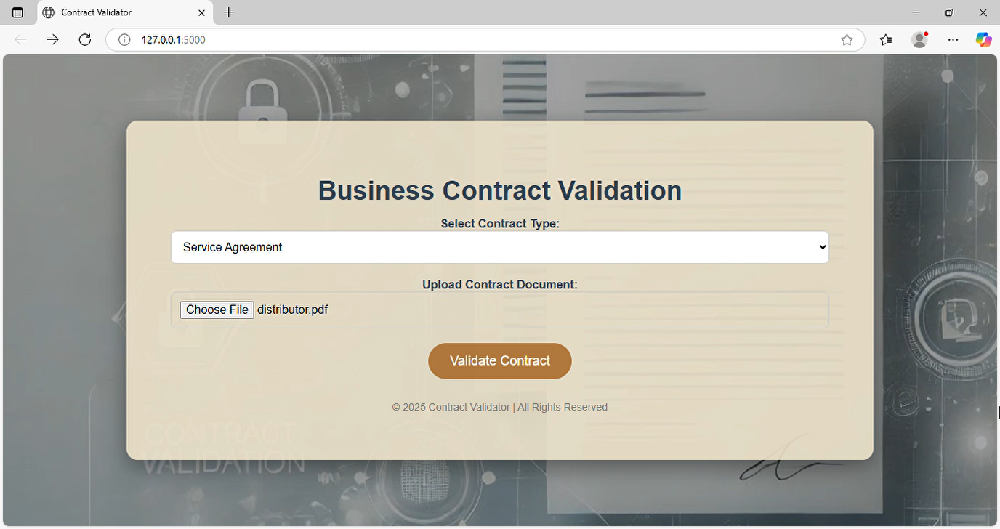 Contract Validator
127.0.0.1:5000
Business Contract Validation
Select Contract Type:
Service Agreement
Upload Contract Document:
Choose File distributor.pdf
Validate Contract
© 2025 Contract Validator | All Rights Reserved
CONTRACT
VALIDATION